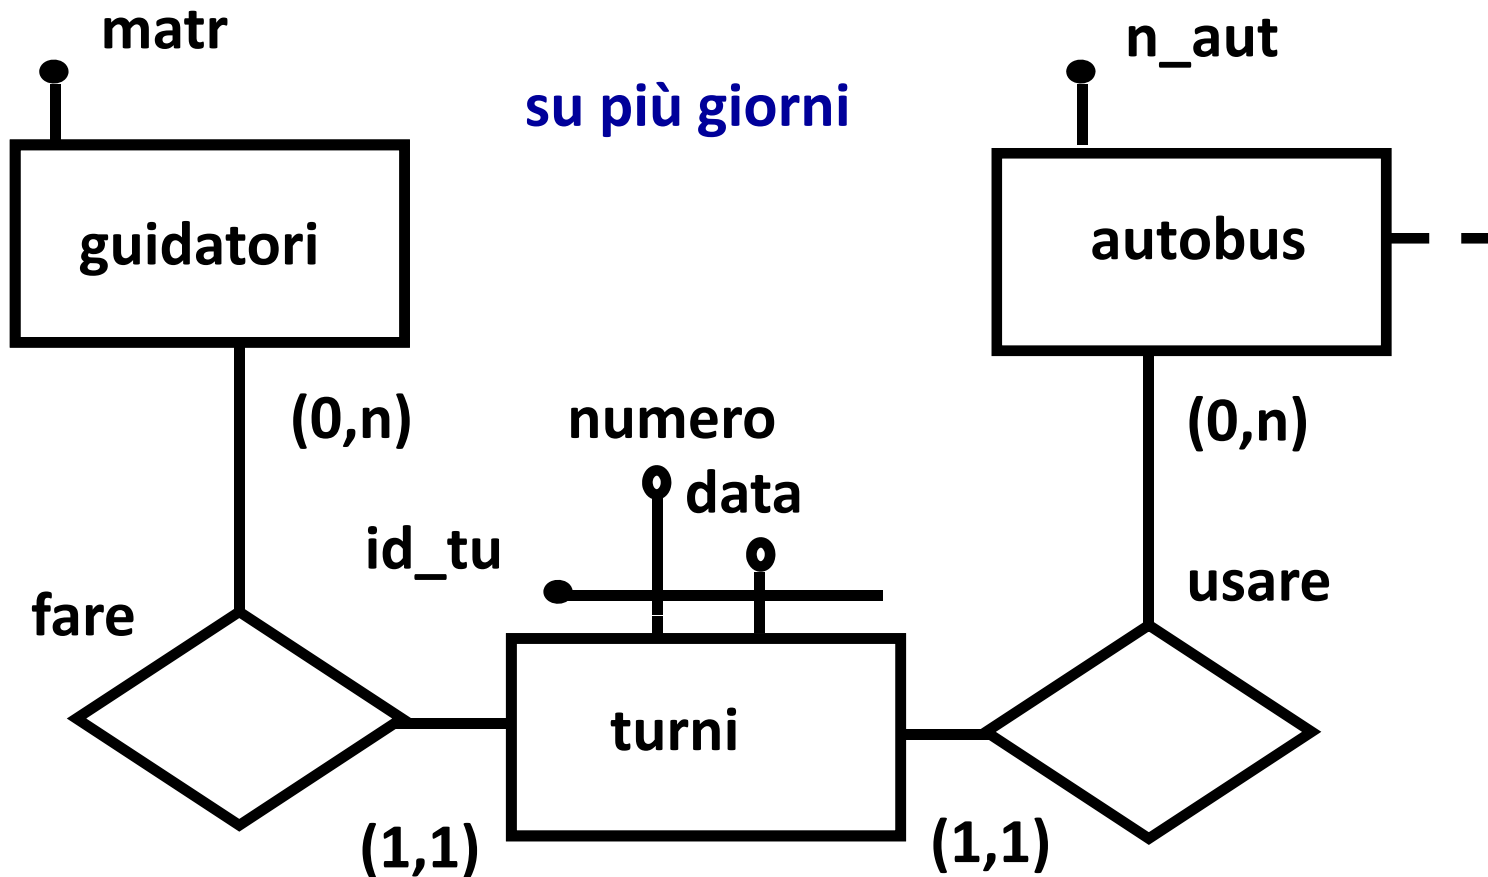 matr
n_aut
su più giorni
guidatori
autobus
(0,n)
numero
(0,n)
data
id_tu
usare
fare
turni
(1,1)
(1,1)